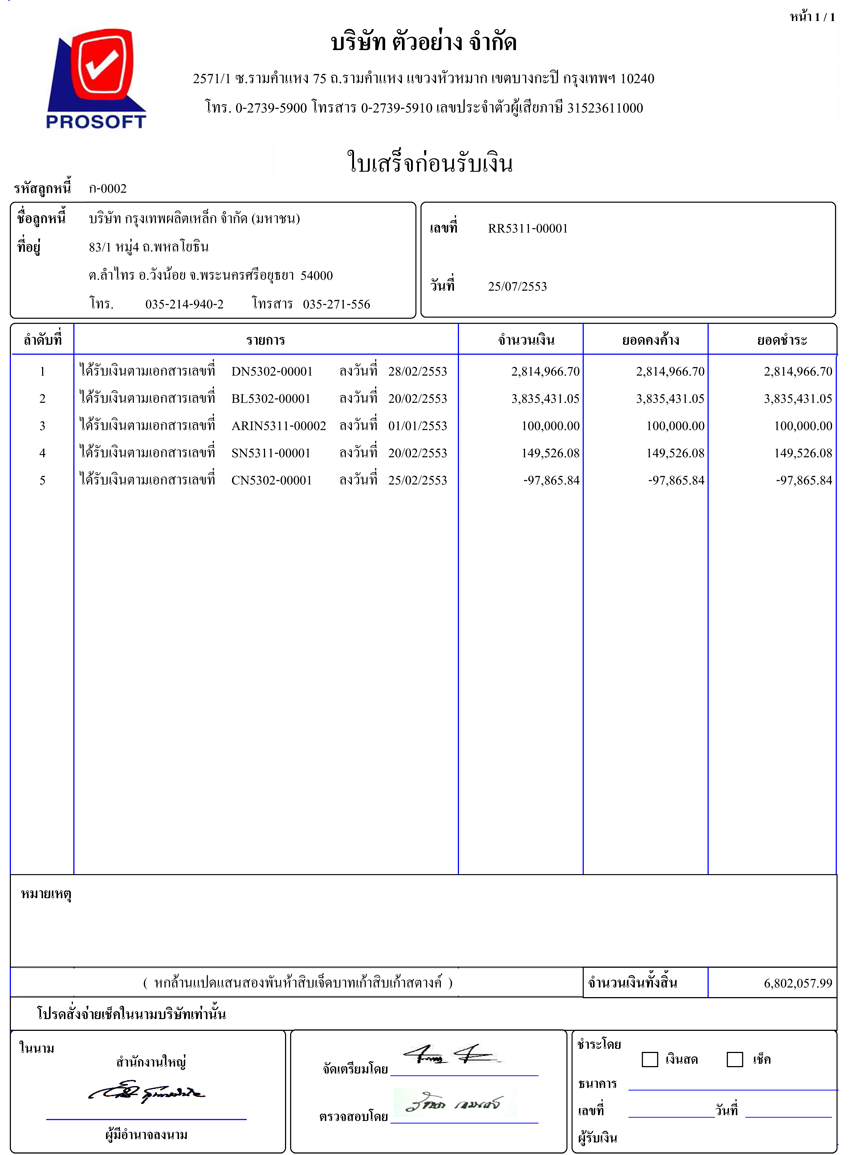 หน้า 1 / 1
บริษัท ตัวอย่าง จำกัด
2571/1 ซ.รามคำแหง 75 ถ.รามคำแหง แขวงหัวหมาก เขตบางกะปิ กรุงเทพฯ 10240
โทร. 0-2739-5900 โทรสาร 0-2739-5910 เลขประจำตัวผู้เสียภาษี 31523611000
PROSOFT
ใบเสร็จก่อนรับเงิน
รหัสลูกหนี้ ก-0002
ชื่อลูกหนี้ บริษัท กรุงเทพผลิตเหล็ก จำกัด (มหาชน)
ที่อยู่ 83/1 หมู่4 ถ.พหลโยธิน
ต.ลำไทร อ.วังน้อย จ.พระนครศรีอยุธยา 54000
โทร. 035-214-940-2 โทรสาร 035-271-556
เลขที่ RR5311-00001
วันที่ 25/07/2553
ลำดับที่ รายการ จำนวนเงิน ยอดคงค้าง ยอดชำระ
1 ได้รับเงินตามเอกสารเลขที่ DN5302-00001 ลงวันที่ 28/02/2553 2,814,966.70 2,814,966.70 2,814,966.70
2 ได้รับเงินตามเอกสารเลขที่ BL5302-00001 ลงวันที่ 20/02/2553 3,835,431.05 3,835,431.05 3,835,431.05
3 ได้รับเงินตามเอกสารเลขที่ ARIN5311-00002 ลงวันที่ 01/01/2553 100,000.00 100,000.00 100,000.00
4 ได้รับเงินตามเอกสารเลขที่ SN5311-00001 ลงวันที่ 20/02/2553 149,526.08 149,526.08 149,526.08
5 ได้รับเงินตามเอกสารเลขที่ CN5302-00001 ลงวันที่ 25/02/2553 -97,865.84 -97,865.84 -97,865.84
หมายเหตุ
( หกล้านแปดแสนสองพันห้าสิบเจ็ดบาทเก้าสิบเก้าสตางค์ ) จำนวนเงินทั้งสิ้น 6,802,057.99
โปรดสั่งจ่ายเช็คในนามบริษัทเท่านั้น
ในนาม
สำนักงานใหญ่
ผู้มีอำนาจลงนาม
จัดเตรียมโดย
ตรวจสอบโดย
ชำระโดย
เงินสด เช็ค
ธนาคาร
เลขที่ วันที่
ผู้รับเงิน